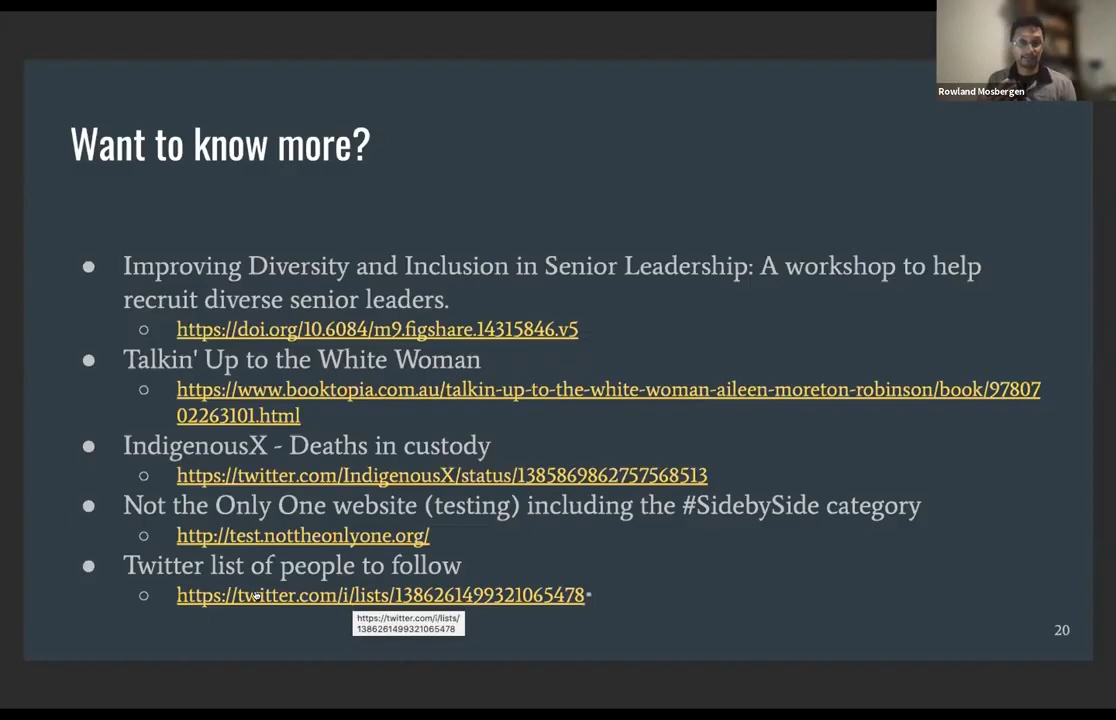 Rowland Mosbergen
Want to know more?
● Improving Diversity and Inclusion in Senior Leadership: A workshop to help
recruit diverse senior leaders.
○ https://doi.org/10.6084/m9.figshare.14315846.v5
● Talkin' Up to the White Woman
○ https://www.booktopia.com.au/talkin-up-to-the-white-woman-aileen-moreton-robinson/book/97807
02263101.html
● IndigenousX - Deaths in custody
○ https://twitter.com/IndigenousX/status/1385869862757568513
● Not the Only One website (testing) including the #SidebySide category
○ http://test.nottheonlyone.org/
● Twitter list of people to follow
○ https://twitter.com/i/lists/1386261499321065478
https://twitter.com/i/lists/
1386261499321065478
20